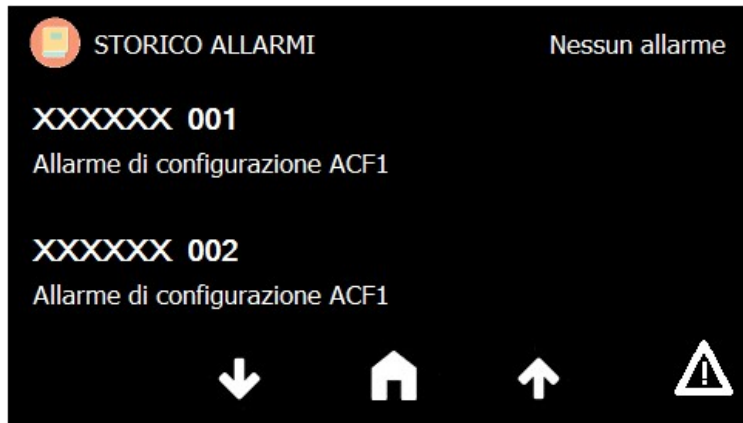 STORICO ALLARMI
Nessun allarme
XXXXXX 001
Allarme di configurazione ACF1
XXXXXX 002
Allarme di configurazione ACF1